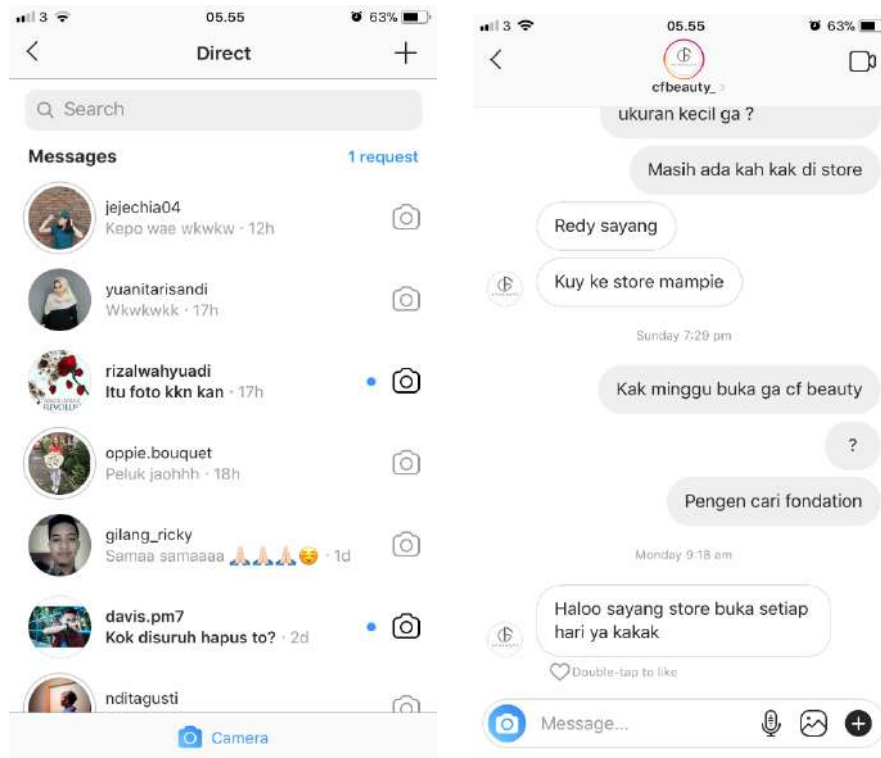 3
05.55
63%
Direct
Search
Messages
1 request
jejechia04
Kepo wae wkwkw · 12h
yuanitarisandi
Wkwkwkk · 17h
rizalwahyuadi
Itu foto kkn kan · 17h
oppie.bouquet
Peluk jaohhh · 18h
gilang_ricky
Samaa samaaaa 🙏🏻🙏🏻🙏🏻😚 · 1d
davis.pm7
Kok disuruh hapus to? · 2d
nditagusti
Camera
3
05.55
63%
cfbeauty_
ukuran kecil ga ?
Masih ada kah kak di store
Redy sayang
Kuy ke store mampie
Sunday 7:29 pm
Kak minggu buka ga cf beauty
?
Pengen cari fondation
Monday 9:18 am
Haloo sayang store buka setiap
hari ya kakak
Double-tap to like
Message...